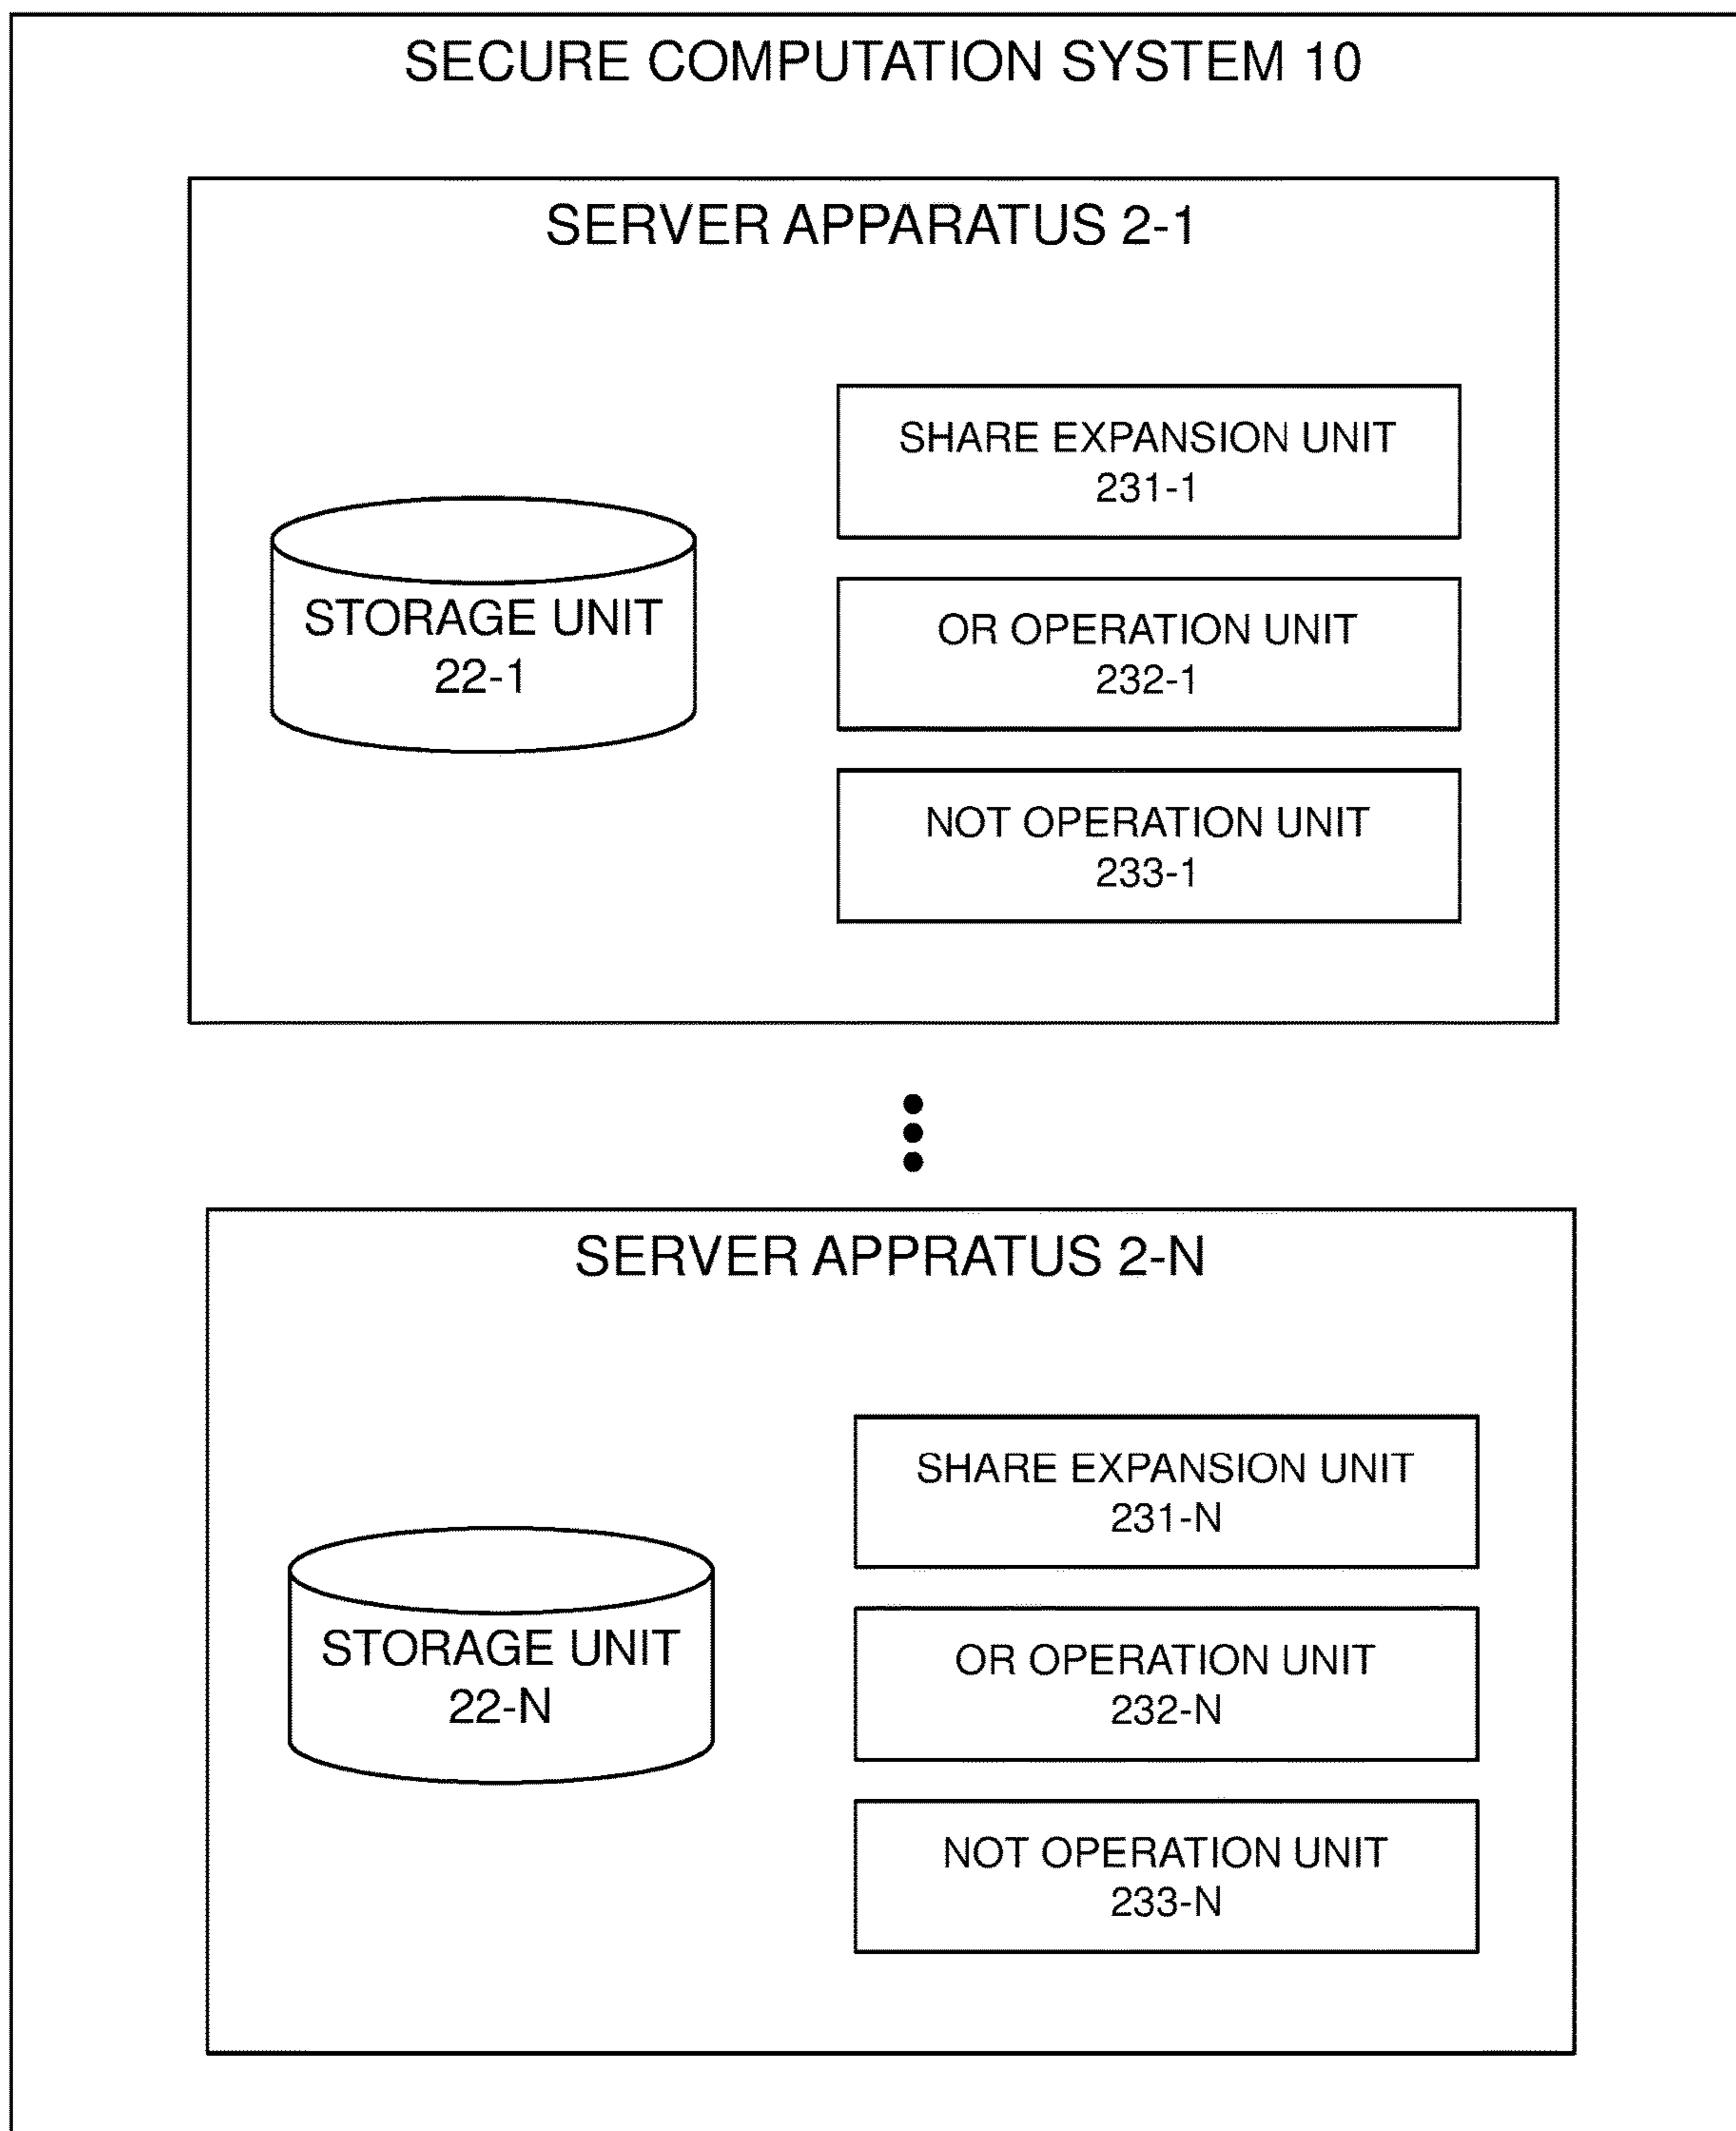 SECURE COMPUTATION SYSTEM 10
SERVER APPARATUS 2-1
SHARE EXPANSION UNIT
231-1
STORAGE UNIT
22-1
OR OPERATION UNIT
232-1
NOT OPERATION UNIT
233-1
SERVER APPRATUS 2-N
SHARE EXPANSION UNIT
231-N
STORAGE UNIT
22-N
OR OPERATION UNIT
232-N
NOT OPERATION UNIT
233-N